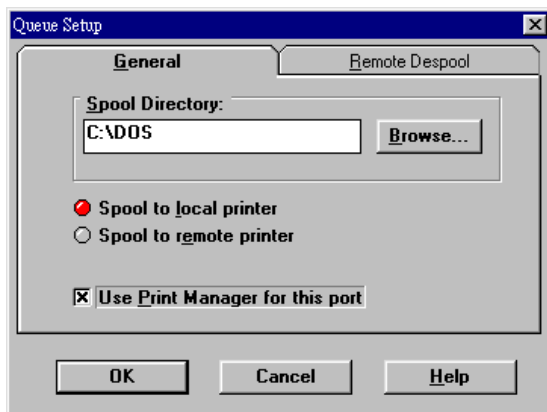 Queue Setup
General
Remote Despool
Spool Directory:
C:\DOS
Browse...
Spool to local printer
Spool to remote printer
Use Print Manager for this port
OK
Cancel
Help